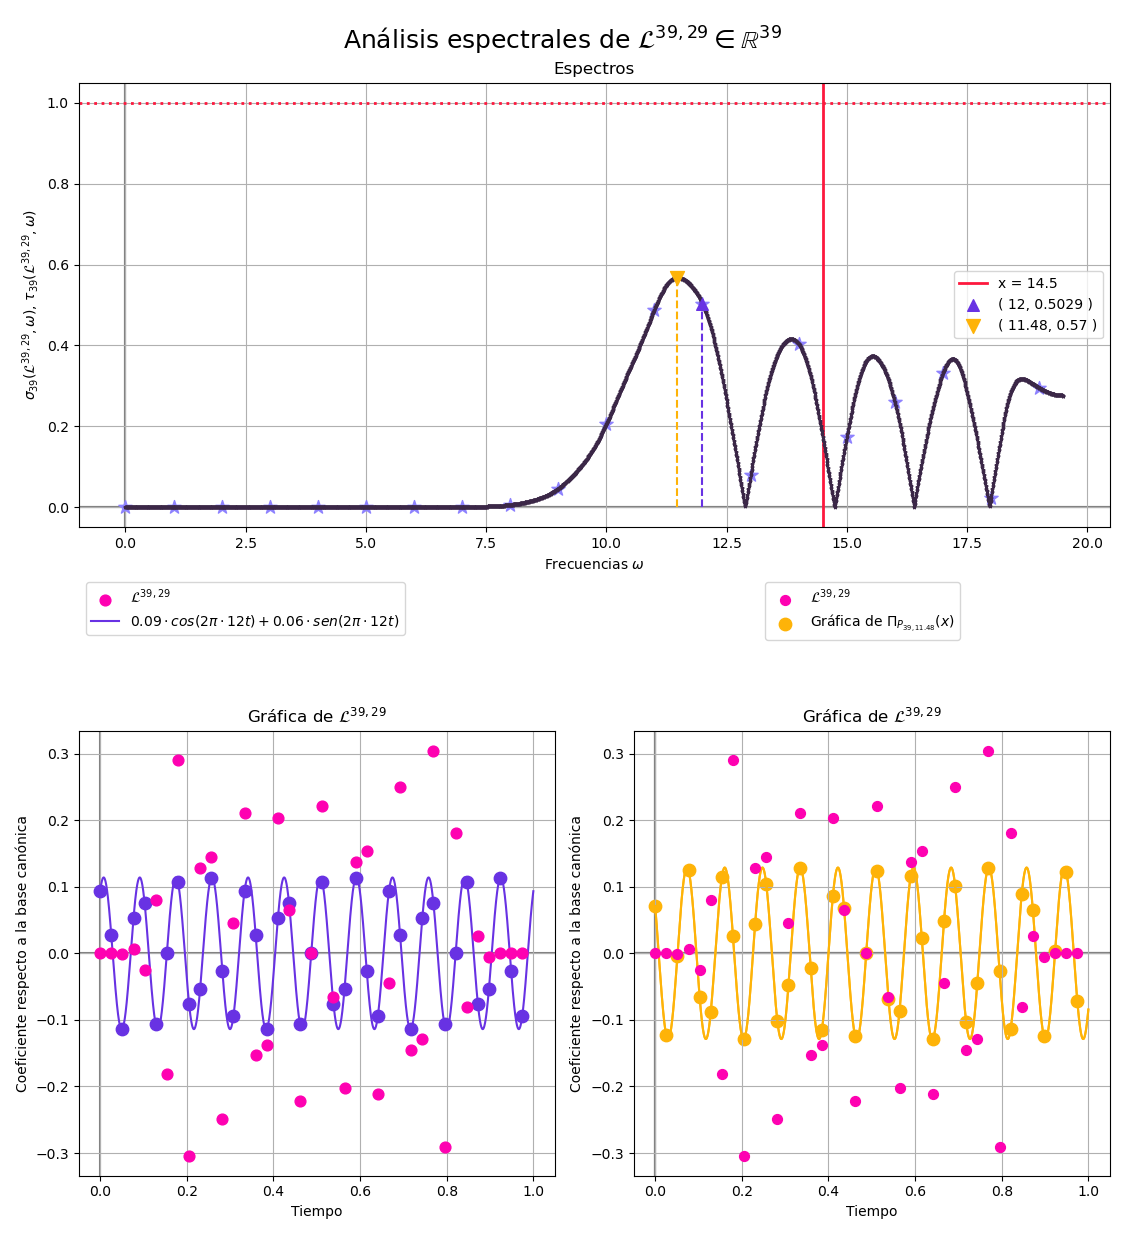 Análisis espectrales de $\mathcal{L}^{39,29} \in \mathbb{R}^{39}$
Espectros
$\sigma_{39}(\mathcal{L}^{39,29}, \omega)$, $\tau_{39}(\mathcal{L}^{39,29}, \omega)$
1.0
0.8
0.6
0.4
0.2
0.0
x = 14.5
( 12, 0.5029 )
( 11.48, 0.57 )
0.0 2.5 5.0 7.5 10.0 12.5 15.0 17.5 20.0
Frecuencias $\omega$
$\mathcal{L}^{39,29}$
$0.09 \cdot cos(2\pi \cdot 12t) + 0.06 \cdot sen(2\pi \cdot 12t)$
$\mathcal{L}^{39,29}$
Gráfica de $\Pi_{P_{39,11.48}}(x)$
Gráfica de $\mathcal{L}^{39,29}$
Coeficiente respecto a la base canónica
0.3
0.2
0.1
0.0
−0.1
−0.2
−0.3
0.0 0.2 0.4 0.6 0.8 1.0
Tiempo
Gráfica de $\mathcal{L}^{39,29}$
Coeficiente respecto a la base canónica
0.3
0.2
0.1
0.0
−0.1
−0.2
−0.3
0.0 0.2 0.4 0.6 0.8 1.0
Tiempo